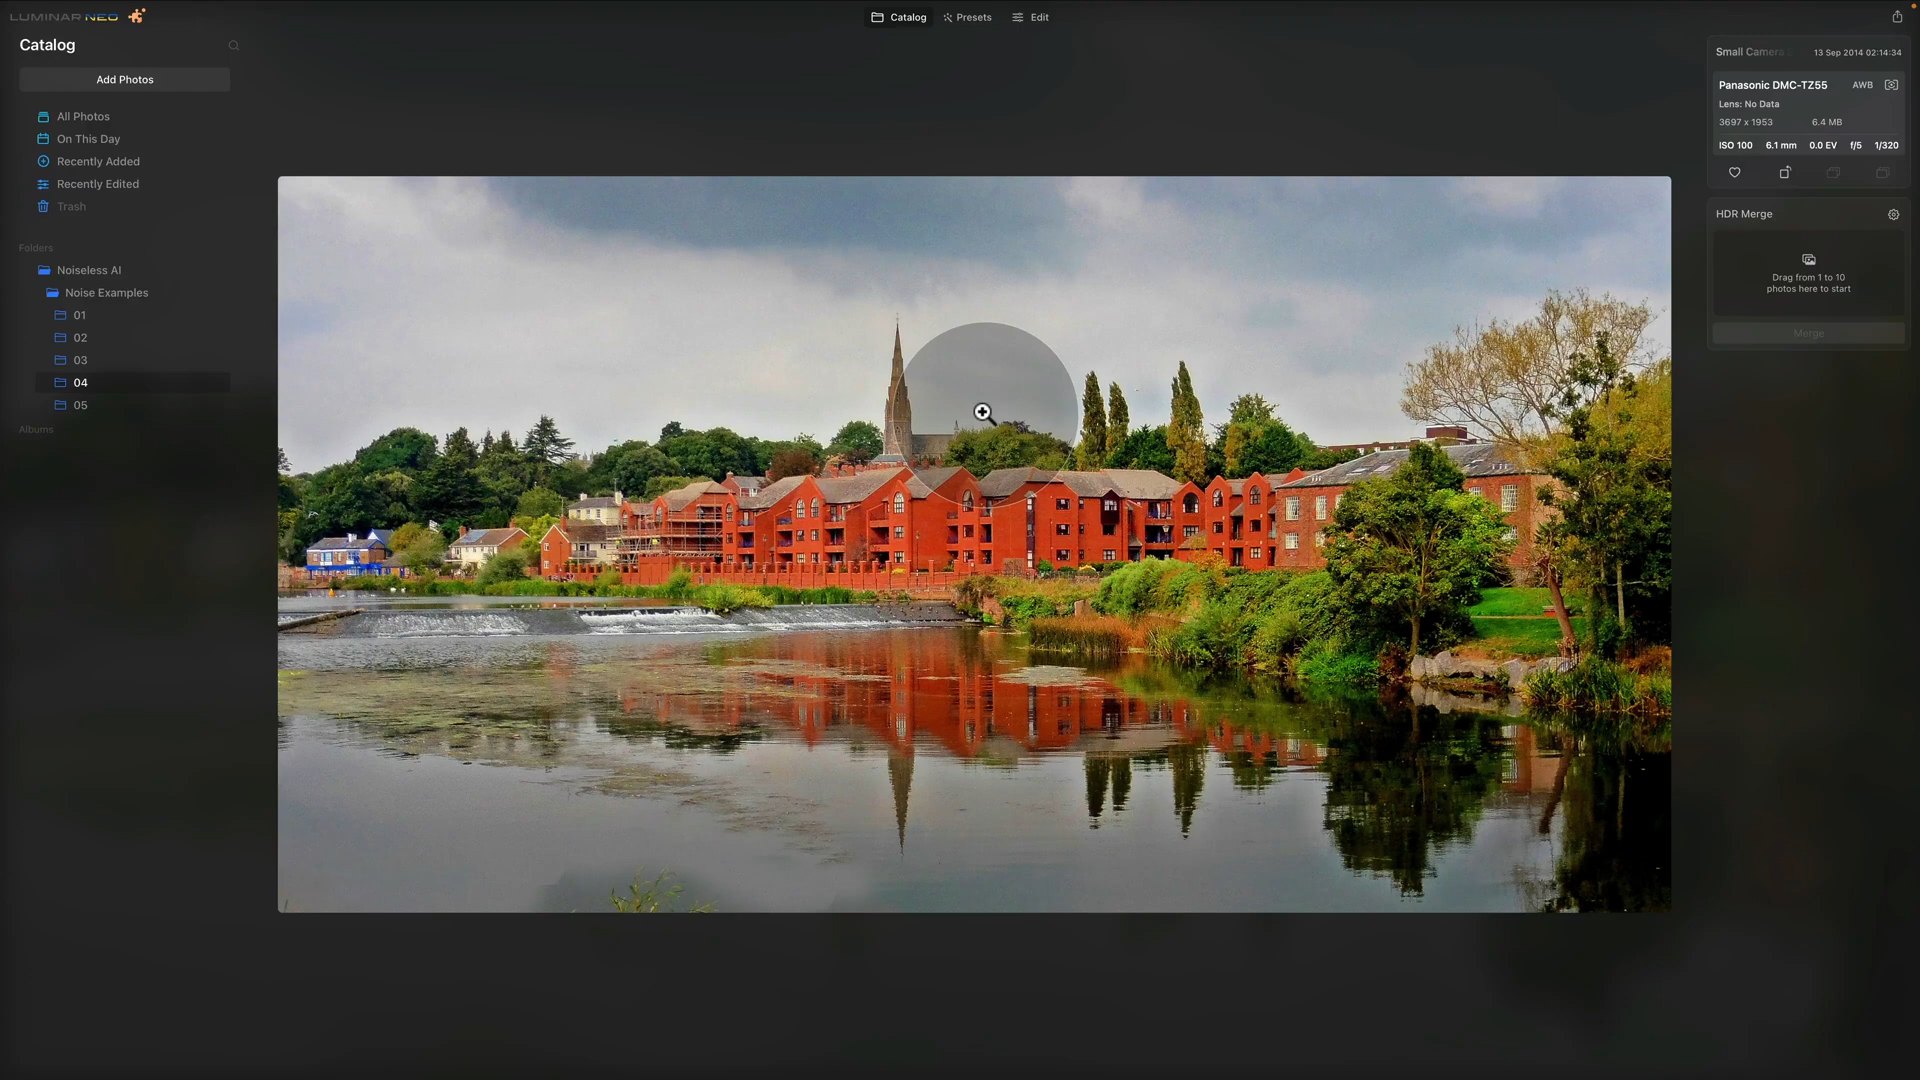 LUMINAR NEO
Catalog
Presets
Edit
Catalog
Add Photos
All Photos
On This Day
Recently Added
Recently Edited
Trash
Folders
Noiseless AI
Noise Examples
01
02
03
04
05
Albums
Small Camera
13 Sep 2014 02:14:34
Panasonic DMC-TZ55
AWB
Lens: No Data
3697 x 1953
6.4 MB
ISO 100
6.1 mm
0.0 EV
f/5
1/320
HDR Merge
Drag from 1 to 10
photos here to start
Merge